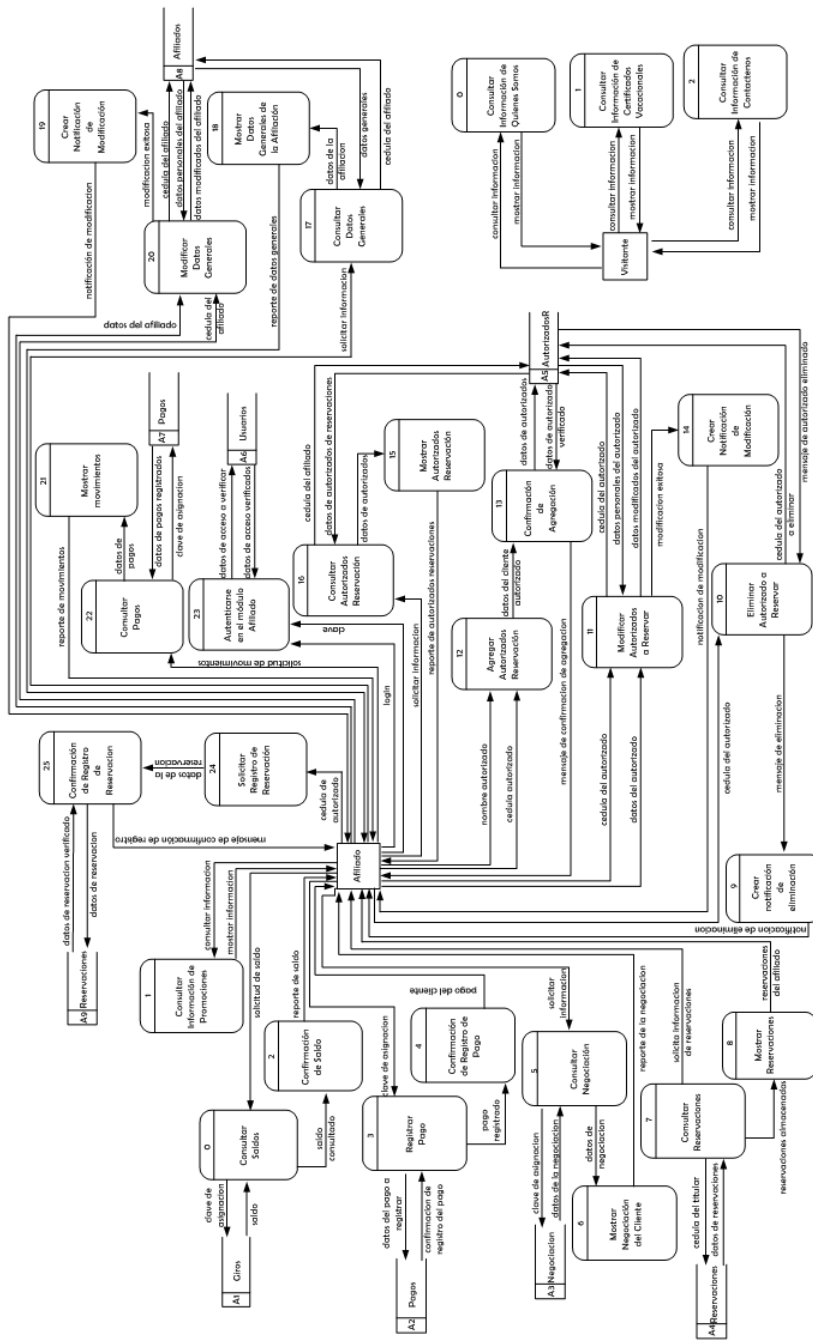 A9 Reservaciones
datos de reservacion verificado
datos de reservacion
25
Confirmación
de Registro
de
Reservacion
datos de la
reservacion
24
Solicitar
Registro de
Reservación
cedula de
autorizado
mensaje de confirmación de registro
1
Consultar
Información de
Promociones
consultar informacion
mostrar informacion
A1
Giros
clave de
asignacion
saldo
0
Consultar
Saldos
solicitud de saldo
saldo
consultado
2
Confirmación
de Saldo
reporte de saldo
A2
Pagos
datos del pago a
registrar
confirmacion de
registro del pago
3
Registrar
Pago
clave de asignacion
pago
registrado
4
Confirmación
de Registro de
Pago
pago del cliente
A3 Negociacion
clave de asignacion
datos de la negociacion
5
Consultar
Negociación
solicitar
informacion
datos de
negociacion
6
Mostrar
Negociación
del Cliente
reporte de la negociacion
A4 Reservaciones
cedula del titular
datos de reservaciones
7
Consultar
Reservaciones
solicita informacion
de reservaciones
reservaciones almacenadas
8
Mostrar
Reservaciones
reservaciones
del afiliado
Afiliado
9
Crear
notificación
de
eliminación
notificacion de eliminacion
mensaje de eliminacion
10
Eliminar
Autorizado a
Reservar
cedula del autorizado
cedula del autorizado
a eliminar
mensaje de autorizado eliminado
11
Modificar
Autorizados
a Reservar
cedula del autorizado
datos del autorizado
cedula del autorizado
datos personales del autorizado
datos modificados del autorizado
modificacion exitosa
14
Crear
Notificación
de
Modificación
notificacion de modificacion
12
Agregar
Autorizados
Reservación
nombre autorizado
cedula autorizado
datos del cliente
autorizado
13
Confirmación
de
Agregación
datos de autorizados
datos de autorizado
verificado
mensaje de confirmacion de agregacion
A5 AutorizadosR
16
Consultar
Autorizados
Reservación
solicitar informacion
cedula del afiliado
datos de autorizados de reservaciones
datos de autorizado
15
Mostrar
Autorizados
Reservación
reporte de autorizados reservaciones
23
Autenticarse
en el módulo
Afiliado
login
clave
datos de acceso a verificar
datos de acceso verificados
A6
Usuarios
22
Consultar
Pagos
solicitud de movimientos
datos de
pagos
datos de pagos registrados
clave de asignacion
A7
Pagos
21
Mostrar
movimientos
reporte de movimientos
19
Crear
Notificación
de
Modificación
notificación de modificacion
modificacion exitosa
20
Modificar
Datos
Generales
datos del afiliado
cedula del
afiliado
cedula del afiliado
datos personales del afiliado
datos modificados del afiliado
A8
Afiliados
18
Mostrar
Datos
Generales de
la Afiliación
reporte de datos generales
datos de la
afiliacion
17
Consultar
Datos
Generales
solicitar informacion
datos generales
cedula del afiliado
Visitante
0
Consultar
Información de
Quienes Somos
consultar informacion
mostrar informacion
1
Consultar
Información de
Certificados
Vacacionales
consultar informacion
mostrar informacion
2
Consultar
Información de
Contactenos
consultar informacion
mostrar informacion